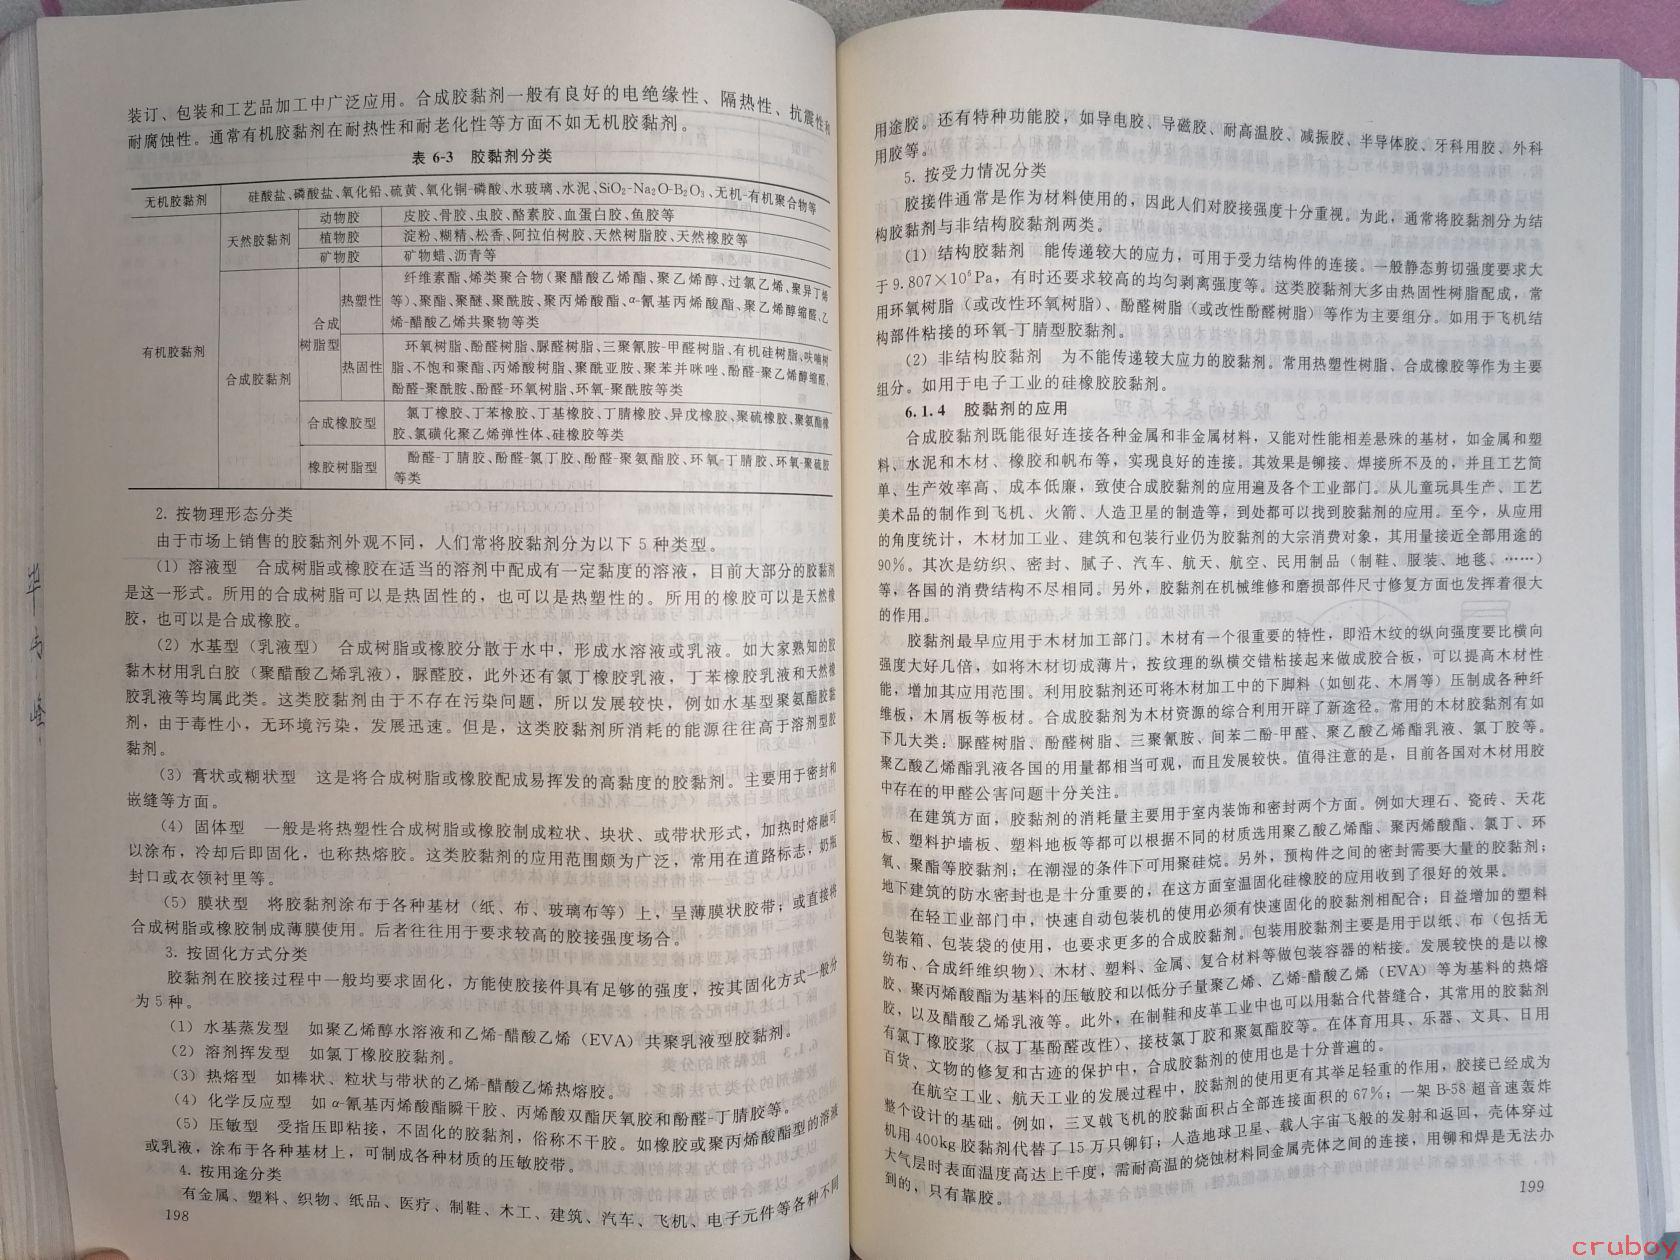 装订、包装和工艺品加工中广泛应用。合成胶黏剂一般有良好的电绝缘性、隔热性、抗震性和
耐腐蚀性。通常有机胶黏剂在耐热性和耐老化性等方面不如无机胶黏剂。
表 6-3 胶黏剂分类
无机胶黏剂 硅酸盐、磷酸盐、氧化铅、硫黄、氧化铜-磷酸、水玻璃、水泥、SiO₂-Na₂O-B₂O₃、无机-有机聚合物等
有机胶黏剂
天然胶黏剂
动物胶 皮胶、骨胶、虫胶、酪素胶、血蛋白胶、鱼胶等
植物胶 淀粉、糊精、松香、阿拉伯树胶、天然树脂胶、天然橡胶等
矿物胶 矿物蜡、沥青等
合成胶黏剂
合成
树脂型
热塑性
纤维素酯、烯类聚合物(聚醋酸乙烯酯、聚乙烯醇、过氯乙烯、聚异丁烯
等)、聚酯、聚醚、聚酰胺、聚丙烯酸酯、α-氰基丙烯酸酯、聚乙烯醇缩醛、乙
烯-醋酸乙烯共聚物等类
热固性
环氧树脂、酚醛树脂、脲醛树脂、三聚氰胺-甲醛树脂、有机硅树脂、呋喃树
脂、不饱和聚酯、丙烯酸树脂、聚酰亚胺、聚苯并咪唑、酚醛-聚乙烯醇缩醛、
酚醛-聚酰胺、酚醛-环氧树脂、环氧-聚酰胺等类
合成橡胶型
氯丁橡胶、丁苯橡胶、丁基橡胶、丁腈橡胶、异戊橡胶、聚硫橡胶、聚氨酯橡
胶、氯磺化聚乙烯弹性体、硅橡胶等类
橡胶树脂型
酚醛-丁腈胶、酚醛-氯丁胶、酚醛-聚氨酯胶、环氧-丁腈胶、环氧-聚硫胶
等类
2. 按物理形态分类
由于市场上销售的胶黏剂外观不同，人们常将胶黏剂分为以下 5 种类型。
(1) 溶液型 合成树脂或橡胶在适当的溶剂中配成有一定黏度的溶液，目前大部分的胶黏剂
是这一形式。所用的合成树脂可以是热固性的，也可以是热塑性的。所用的橡胶可以是天然橡
胶，也可以是合成橡胶。
(2) 水基型（乳液型） 合成树脂或橡胶分散于水中，形成水溶液或乳液。如大家熟知的胶
黏木材用乳白胶（聚醋酸乙烯乳液），脲醛胶，此外还有氯丁橡胶乳液，丁苯橡胶乳液和天然橡
胶乳液等均属此类。这类胶黏剂由于不存在污染问题，所以发展较快，例如水基型聚氨酯胶黏
剂，由于毒性小，无环境污染，发展迅速。但是，这类胶黏剂所消耗的能源往往高于溶剂型胶
黏剂。
(3) 膏状或糊状型 这是将合成树脂或橡胶配成易挥发的高黏度的胶黏剂。主要用于密封和
嵌缝等方面。
(4) 固体型 一般是将热塑性合成树脂或橡胶制成粒状、块状、或带状形式，加热时熔融可
以涂布，冷却后即固化，也称热熔胶。这类胶黏剂的应用范围颇为广泛，常用在道路标志，奶瓶
封口或衣领衬里等。
(5) 膜状型 将胶黏剂涂布于各种基材（纸、布、玻璃布等）上，呈薄膜状胶带；或直接将
合成树脂或橡胶制成薄膜使用。后者往往用于要求较高的胶接强度场合。
3. 按固化方式分类
胶黏剂在胶接过程中一般均要求固化，方能使胶接件具有足够的强度，按其固化方式一般分
为 5 种。
(1) 水基蒸发型 如聚乙烯醇水溶液和乙烯-醋酸乙烯（EVA）共聚乳液型胶黏剂。
(2) 溶剂挥发型 如氯丁橡胶胶黏剂。
(3) 热熔型 如棒状、粒状与带状的乙烯-醋酸乙烯热熔胶。
(4) 化学反应型 如 α-氰基丙烯酸酯瞬干胶、丙烯酸双酯厌氧胶和酚醛-丁腈胶等。
(5) 压敏型 受指压即粘接，不固化的胶黏剂，俗称不干胶。如橡胶或聚丙烯酸酯型的溶液
或乳液，涂布于各种基材上，可制成各种材质的压敏胶带。
4. 按用途分类
有金属、塑料、织物、纸品、医疗、制鞋、木工、建筑、汽车、飞机、电子元件等各种不同
198
用途胶。还有特种功能胶，如导电胶、导磁胶、耐高温胶、减振胶、半导体胶、牙科用胶、外科
用胶等。
5. 按受力情况分类
胶接件通常是作为材料使用的，因此人们对胶接强度十分重视。为此，通常将胶黏剂分为结
构胶黏剂与非结构胶黏剂两类。
(1) 结构胶黏剂 能传递较大的应力，可用于受力结构件的连接。一般静态剪切强度要求大
于 9.807×10⁶Pa，有时还要求较高的均匀剥离强度等。这类胶黏剂大多由热固性树脂配成，常
用环氧树脂（或改性环氧树脂）、酚醛树脂（或改性酚醛树脂）等作为主要组分。如用于飞机结
构部件粘接的环氧-丁腈型胶黏剂。
(2) 非结构胶黏剂 为不能传递较大应力的胶黏剂。常用热塑性树脂、合成橡胶等作为主要
组分。如用于电子工业的硅橡胶胶黏剂。
6.1.4 胶黏剂的应用
合成胶黏剂既能很好连接各种金属和非金属材料，又能对性能相差悬殊的基材，如金属和塑
料、水泥和木材、橡胶和帆布等，实现良好的连接。其效果是铆接、焊接所不及的，并且工艺简
单、生产效率高、成本低廉，致使合成胶黏剂的应用遍及各个工业部门。从儿童玩具生产、工艺
美术品的制作到飞机、火箭、人造卫星的制造等，到处都可以找到胶黏剂的应用。至今，从应用
的角度统计，木材加工业、建筑和包装行业仍为胶黏剂的大宗消费对象，其用量接近全部用途的
90%。其次是纺织、密封、腻子、汽车、航天、航空、民用制品（制鞋、服装、地毯、……）
等，各国的消费结构不尽相同。另外，胶黏剂在机械维修和磨损部件尺寸修复方面也发挥着很大
的作用。
胶黏剂最早应用于木材加工部门。木材有一个很重要的特性，即沿木纹的纵向强度要比横向
强度大好几倍，如将木材切成薄片，按纹理的纵横交错粘接起来做成胶合板，可以提高木材性
能，增加其应用范围。利用胶黏剂还可将木材加工中的下脚料（如刨花、木屑等）压制成各种纤
维板，木屑板等板材。合成胶黏剂为木材资源的综合利用开辟了新途径。常用的木材胶黏剂有如
下几大类：脲醛树脂、酚醛树脂、三聚氰胺、间苯二酚-甲醛、聚乙酸乙烯酯乳液、氯丁胶等。
聚乙酸乙烯酯乳液各国的用量都相当可观，而且发展较快。值得注意的是，目前各国对木材用胶
中存在的甲醛公害问题十分关注。
在建筑方面，胶黏剂的消耗量主要用于室内装饰和密封两个方面。例如大理石、瓷砖、天花
板、塑料护墙板、塑料地板等都可以根据不同的材质选用聚乙酸乙烯酯、聚丙烯酸酯、氯丁、环
氧、聚酯等胶黏剂；在潮湿的条件下可用聚硅烷。另外，预构件之间的密封需要大量的胶黏剂；
地下建筑的防水密封也是十分重要的，在这方面室温固化硅橡胶的应用收到了很好的效果。
在轻工业部门中，快速自动包装机的使用必须有快速固化的胶黏剂相配合；日益增加的塑料
包装箱、包装袋的使用，也要求更多的合成胶黏剂。包装用胶黏剂主要是用于以纸、布（包括无
纺布、合成纤维织物）、木材、塑料、金属、复合材料等做包装容器的粘接。发展较快的是以橡
胶、聚丙烯酸酯为基料的压敏胶和以低分子量聚乙烯、乙烯-醋酸乙烯（EVA）等为基料的热熔
胶，以及醋酸乙烯乳液等。此外，在制鞋和皮革工业中也可以用黏合代替缝合，其常用的胶黏剂
有氯丁橡胶浆（叔丁基酚醛改性）、接枝氯丁胶和聚氨酯胶等。在体育用具、乐器、文具、日用
百货、文物的修复和古迹的保护中，合成胶黏剂的使用也是十分普遍的。
在航空工业、航天工业的发展过程中，胶黏剂的使用更有其举足轻重的作用，胶接已经成为
整个设计的基础。例如，三叉戟飞机的胶黏面积占全部连接面积的 67%；一架 B-58 超音速轰炸
机用 400kg 胶黏剂代替了 15 万只铆钉；人造地球卫星、载人宇宙飞般的发射和返回，壳体穿过
大气层时表面温度高达上千度，需耐高温的烧蚀材料同金属壳体之间的连接，用铆和焊是无法办
到的，只有靠胶。
199
cruboy